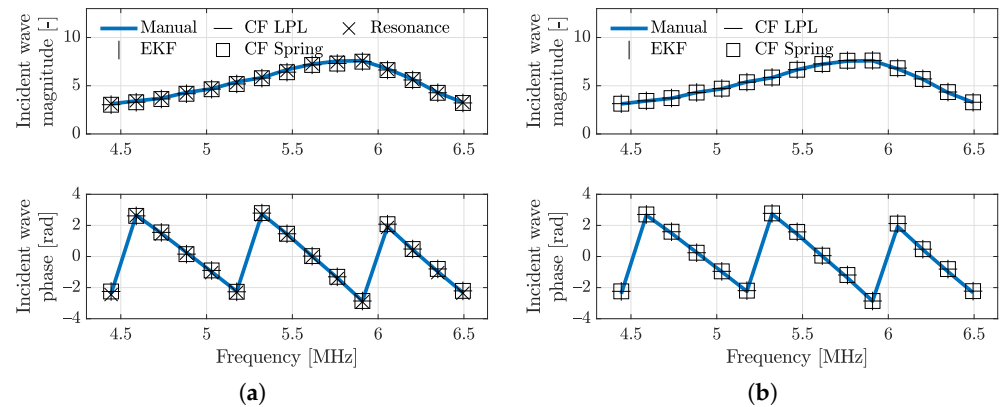 Incident wave
magnitude [-]
10
5
0
Manual
CF LPL
Resonance
EKF
CF Spring
4.5
5
5.5
6
6.5
Incident wave
phase [rad]
4
2
0
−2
−4
4.5
5
5.5
6
6.5
Frequency [MHz]
(a)
Incident wave
magnitude [-]
10
5
0
Manual
CF LPL
EKF
CF Spring
4.5
5
5.5
6
6.5
Incident wave
phase [rad]
4
2
0
−2
−4
4.5
5
5.5
6
6.5
Frequency [MHz]
(b)